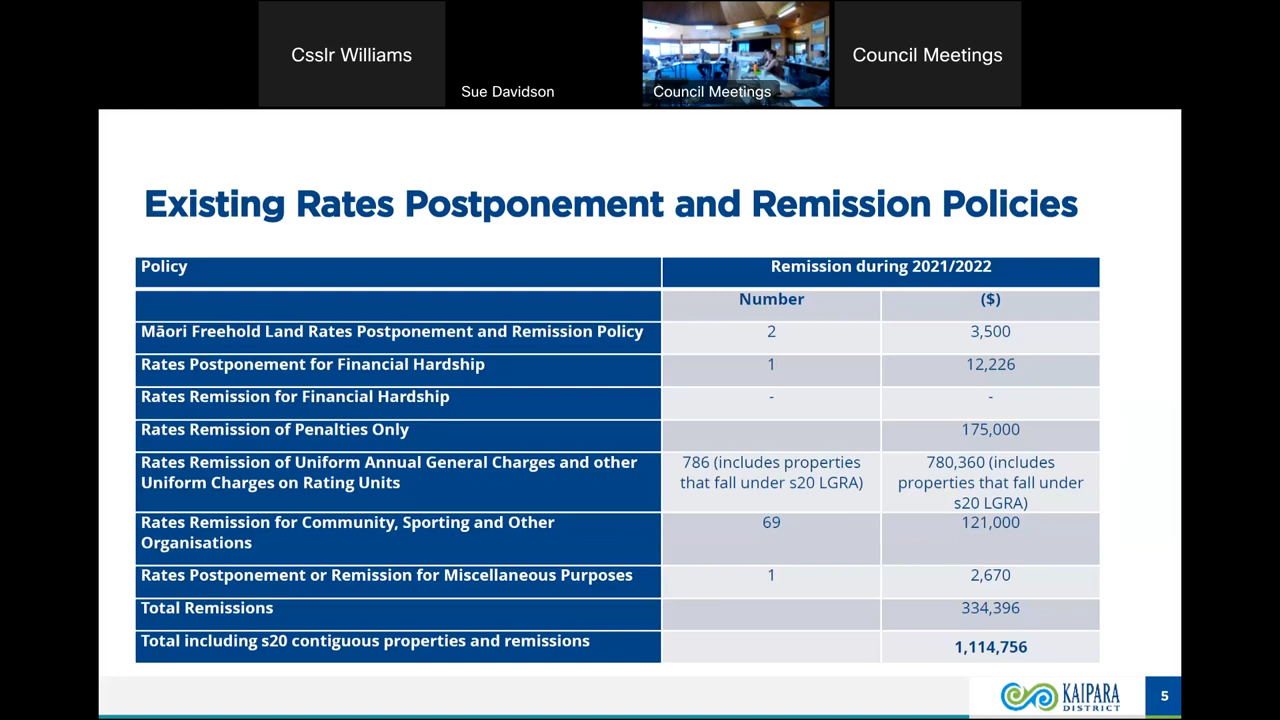 Csslr Williams
Sue Davidson
Council Meetings
Council Meetings
Existing Rates Postponement and Remission Policies
Policy
Remission during 2021/2022
Number
($)
Māori Freehold Land Rates Postponement and Remission Policy
2
3,500
Rates Postponement for Financial Hardship
1
12,226
Rates Remission for Financial Hardship
-
-
Rates Remission of Penalties Only
175,000
Rates Remission of Uniform Annual General Charges and other
Uniform Charges on Rating Units
786 (includes properties
that fall under s20 LGRA)
780,360 (includes
properties that fall under
s20 LGRA)
Rates Remission for Community, Sporting and Other
Organisations
69
121,000
Rates Postponement or Remission for Miscellaneous Purposes
1
2,670
Total Remissions
334,396
Total including s20 contiguous properties and remissions
1,114,756
KAIPARA
DISTRICT
5